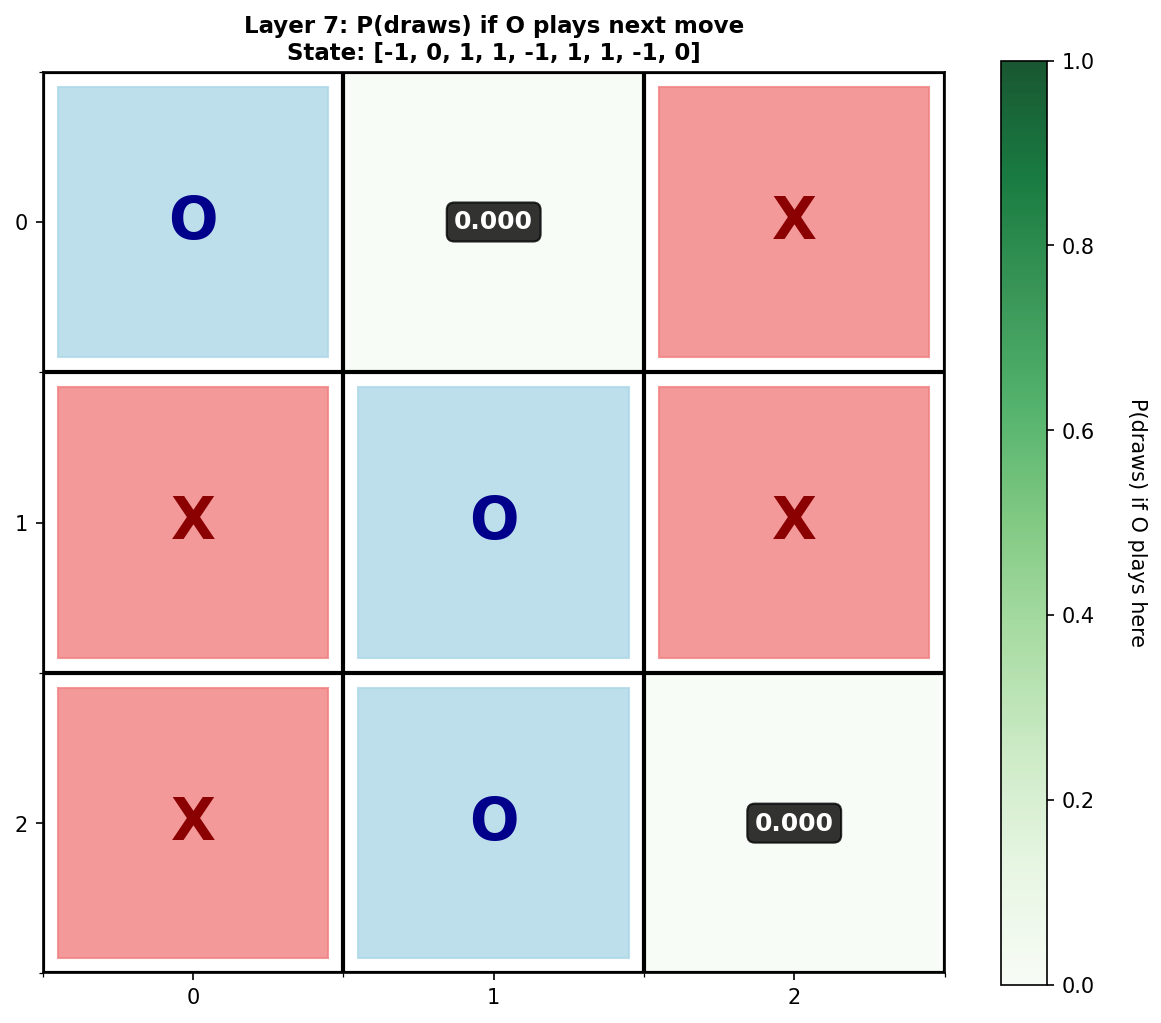 Layer 7: P(draws) if O plays next move
State: [-1, 0, 1, 1, -1, 1, 1, -1, 0]
0
O
0.000
X
1
X
O
X
2
X
O
0.000
0
1
2
1.0
0.8
0.6
0.4
0.2
0.0
P(draws) if O plays here